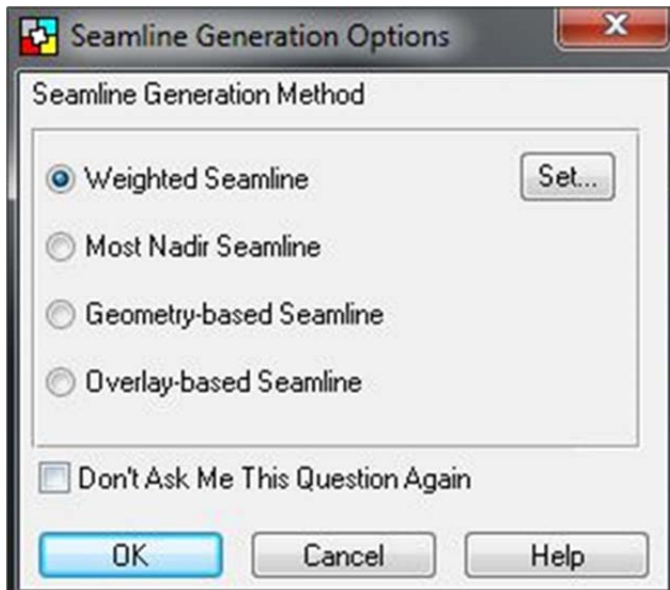 Seamline Generation Options
Seamline Generation Method
Weighted Seamline
Set...
Most Nadir Seamline
Geometry-based Seamline
Overlay-based Seamline
Don't Ask Me This Question Again
OK
Cancel
Help